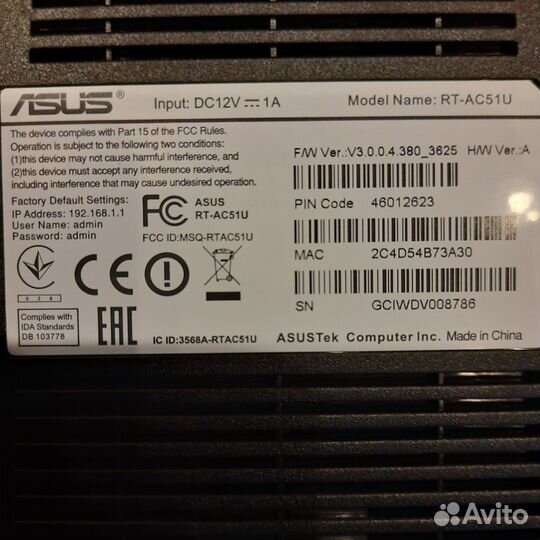 ASUS® Input: DC12V 1A Model Name: RT-AC51U
The device complies with Part 15 of the FCC Rules.
Operation is subject to the following two conditions:
(1)this device may not cause harmful interference, and
(2)this device must accept any interference received,
including interference that may cause undesired operation.
F/W Ver.:V3.0.0.4.380_3625 H/W Ver.:A
Factory Default Settings:
IP Address: 192.168.1.1
User Name: admin
Password: admin
FC ASUS
RT-AC51U
FCC ID:MSQ-RTAC51U
PIN Code 46012623
MAC 2C4D54B73A30
SN GCIWDV008786
028
CE
Complies with
IDA Standards
DB 103778
EAC
IC ID:3568A-RTAC51U
ASUSTek Computer Inc. Made in China
Avito